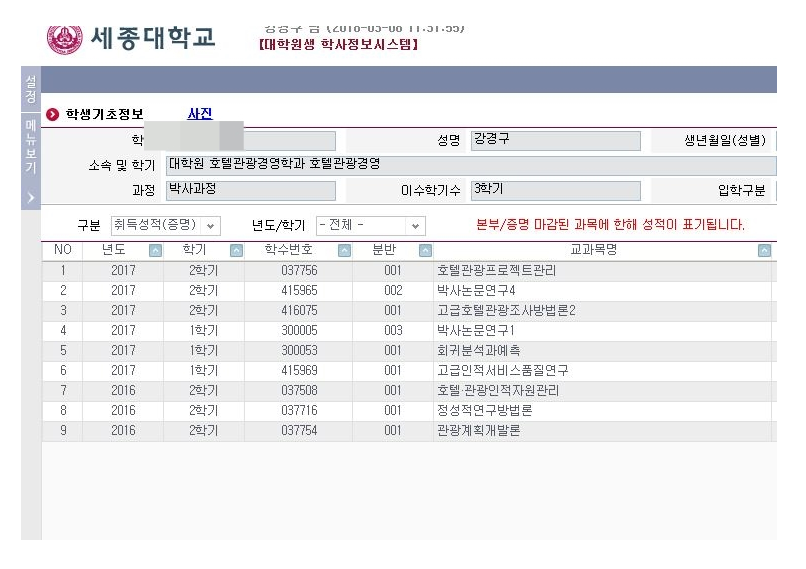 세종대학교
강경구 님 (2018-05-08 11:51:55)
【대학원생 학사정보시스템】
설정
메뉴보기
학생기초정보 사진
성명 강경구 생년월일(성별)
소속 및 학기 대학원 호텔관광경영학과 호텔관광경영
과정 박사과정 이수학기수 3학기 입학구분
구분 취득성적(증명) 년도/학기 - 전체 - 본부/증명 마감된 과목에 한해 성적이 표기됩니다.
NO 년도 학기 학수번호 분반 교과목명
1 2017 2학기 037756 001 호텔관광프로젝트관리
2 2017 2학기 415965 002 박사논문연구4
3 2017 2학기 416075 001 고급호텔관광조사방법론2
4 2017 1학기 300005 003 박사논문연구1
5 2017 1학기 300053 001 회귀분석과예측
6 2017 1학기 415969 001 고급인적서비스품질연구
7 2016 2학기 037508 001 호텔·관광인적자원관리
8 2016 2학기 037716 001 정성적연구방법론
9 2016 2학기 037754 001 관광계획개발론